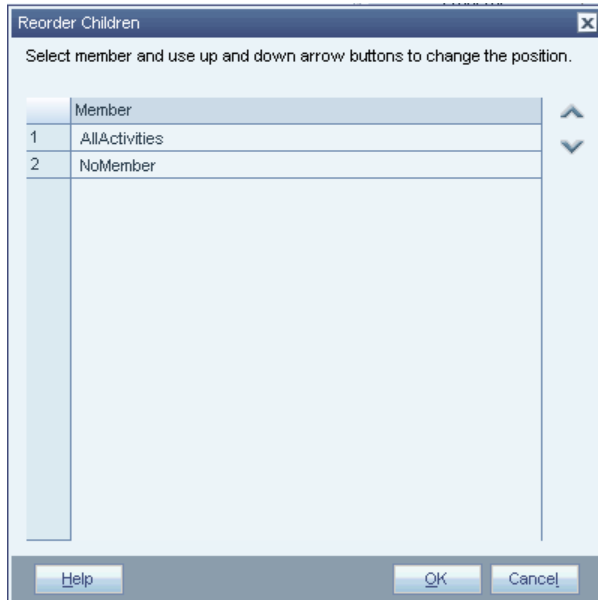 Reorder Children
Select member and use up and down arrow buttons to change the position.
Member
1 AllActivities
2 NoMember
Help OK Cancel